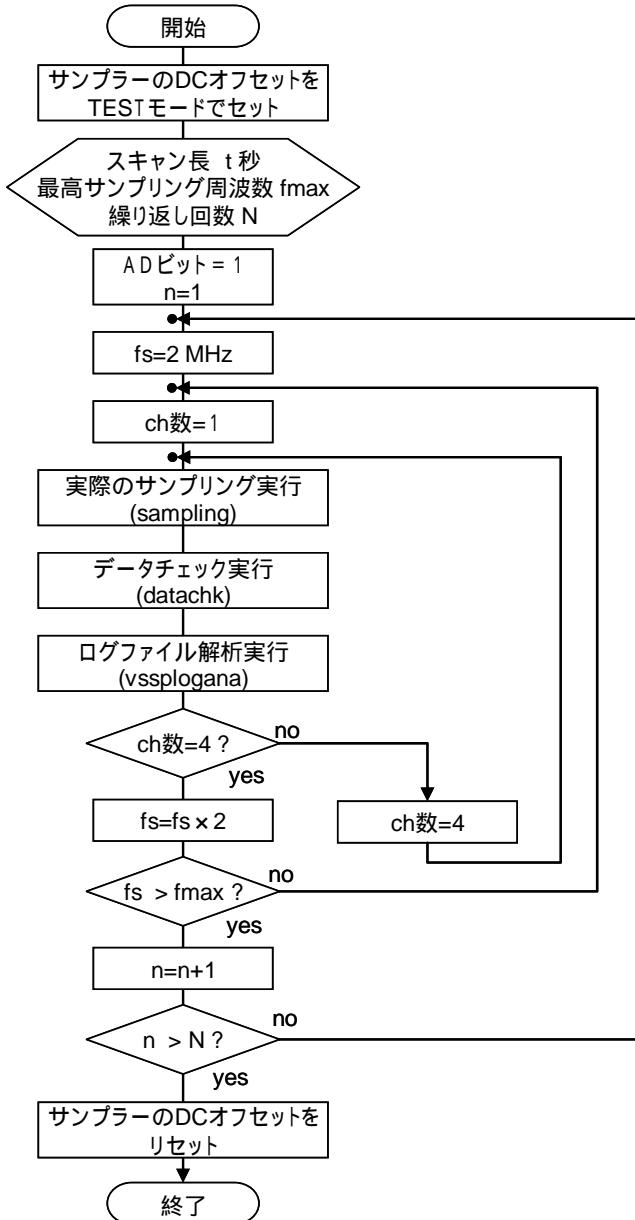 開始
サンプラーのDCオフセットを
TESTモードでセット
スキャン長 t 秒
最高サンプリング周波数 fmax
繰り返し回数 N
ADビット = 1
n=1
fs=2 MHz
ch数=1
実際のサンプリング実行
(sampling)
データチェック実行
(datachk)
ログファイル解析実行
(vssplogana)
ch数=4 ?
no
yes
fs=fs × 2
ch数=4
fs > fmax ?
no
yes
n=n+1
n > N ?
no
yes
サンプラーのDCオフセットを
リセット
終了